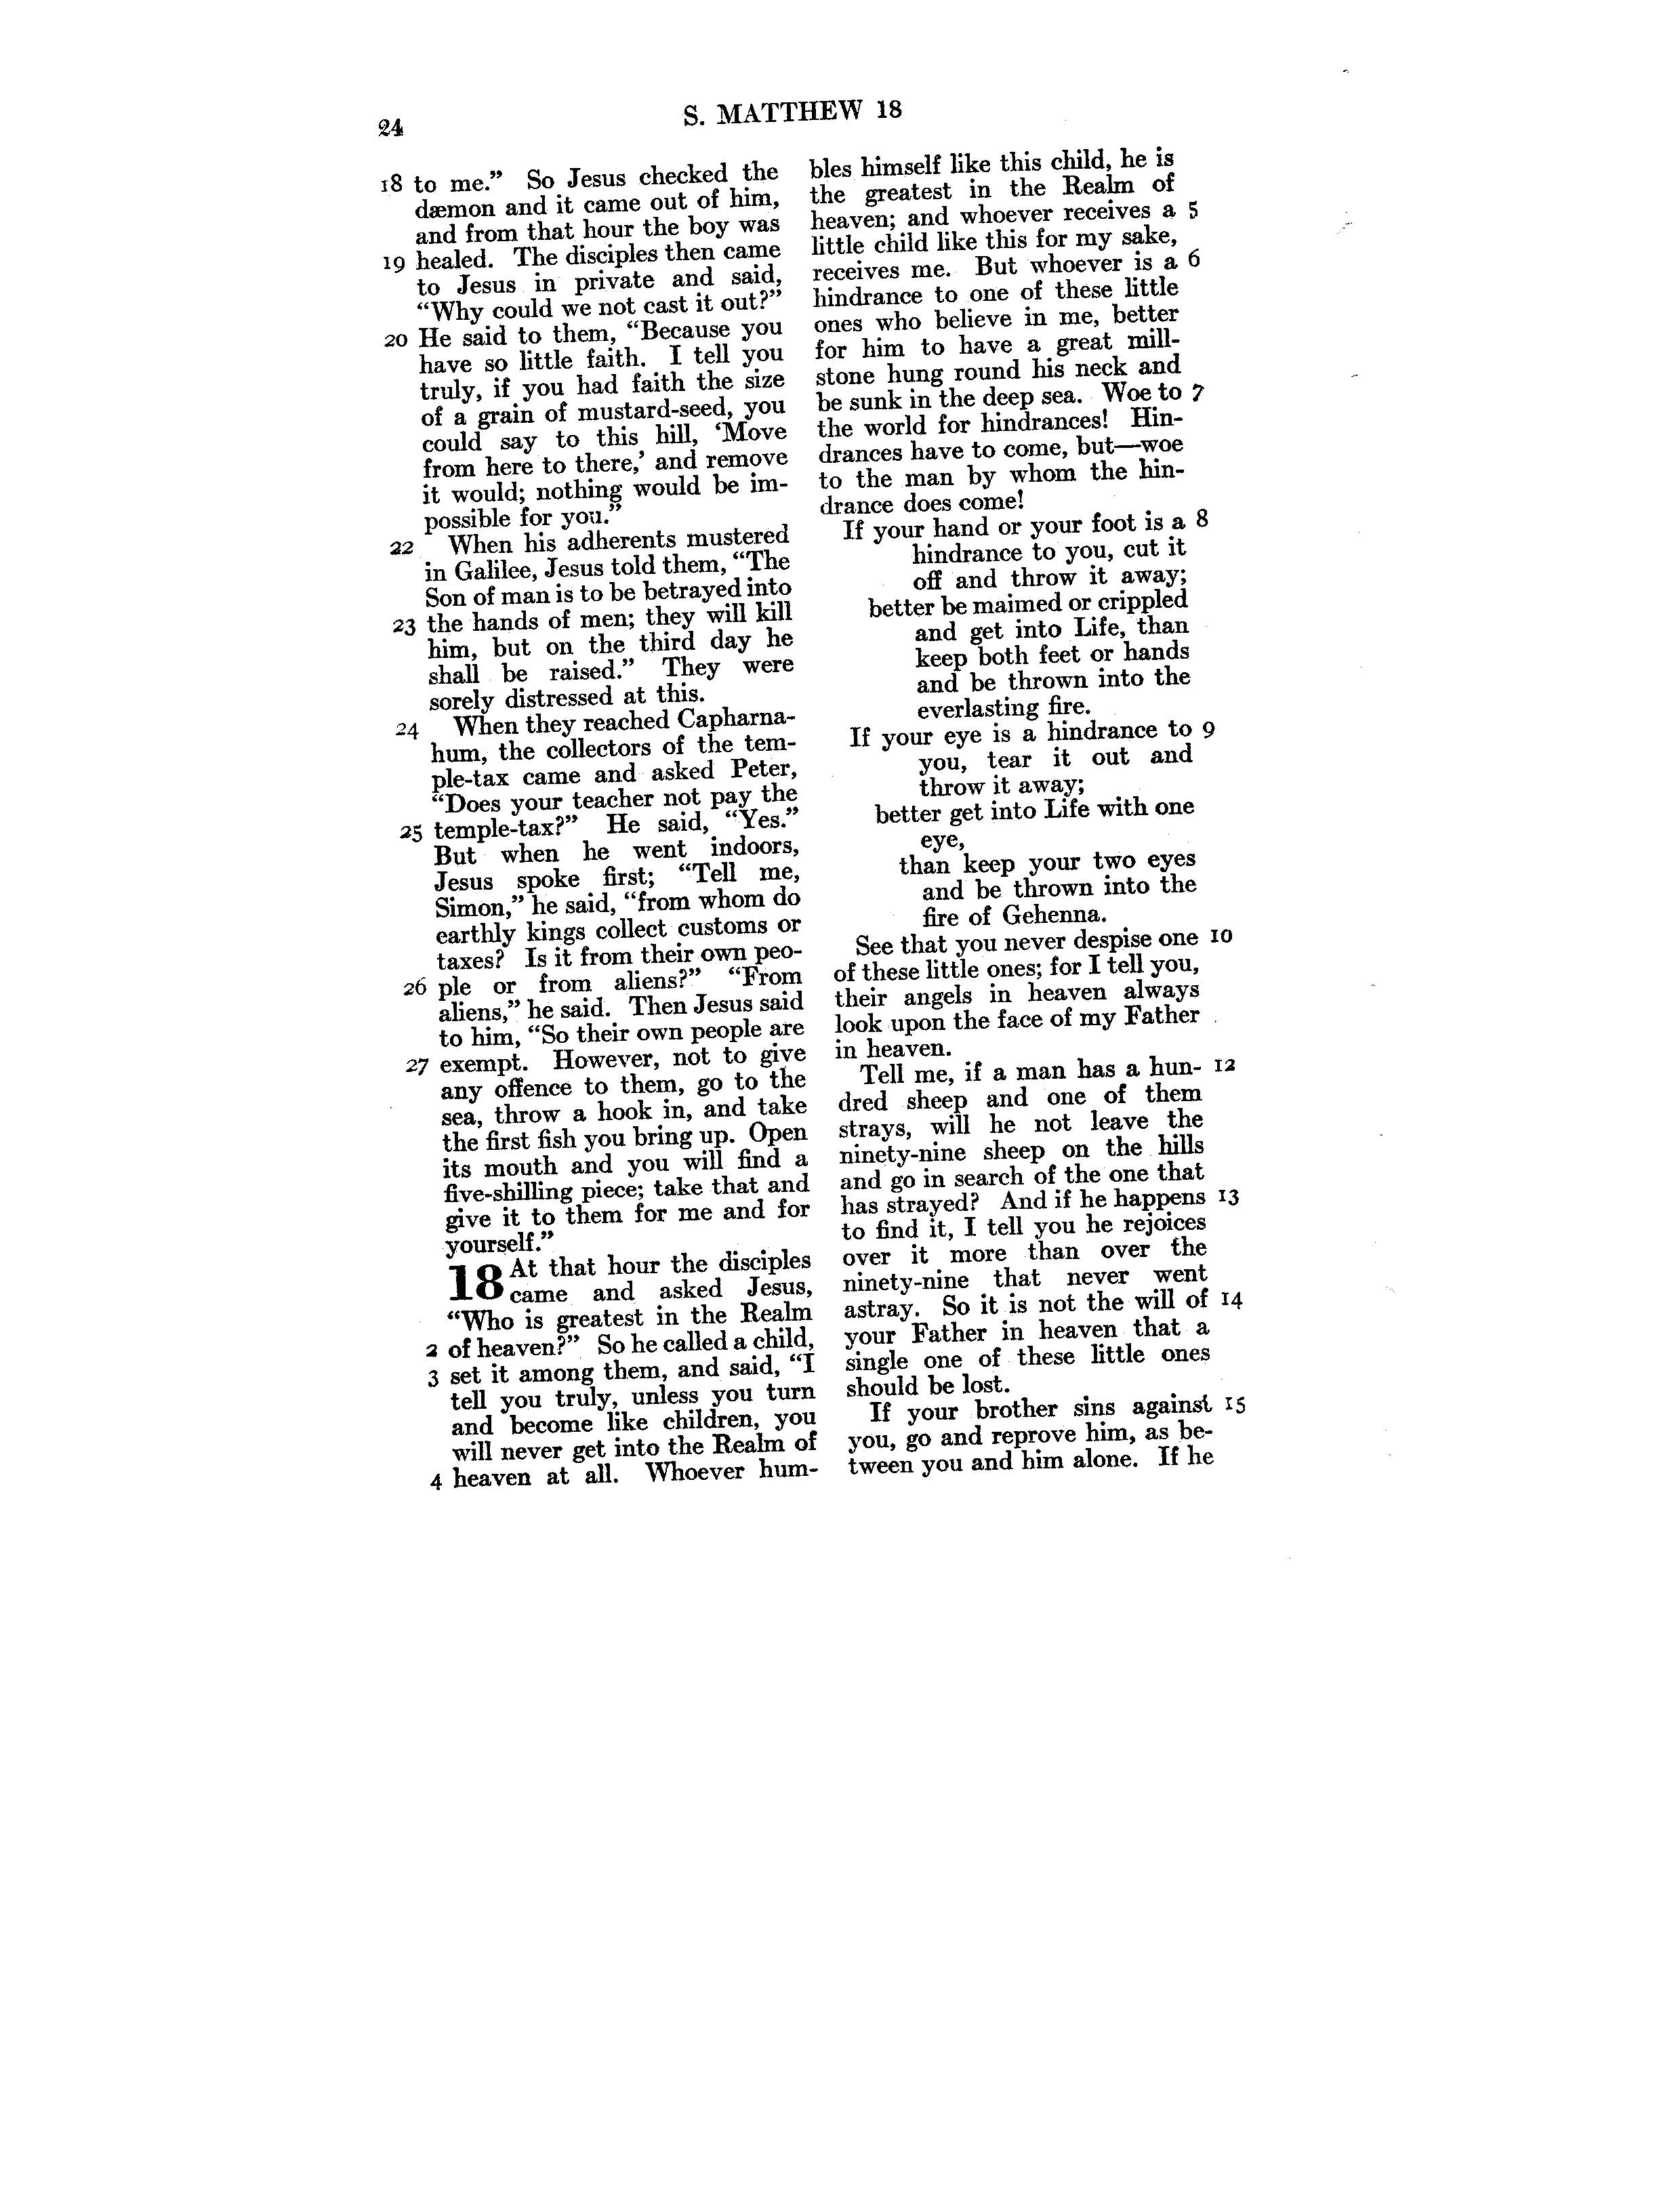 24
S. MATTHEW 18
18 to me.” So Jesus checked the
dæmon and it came out of him,
and from that hour the boy was
19 healed. The disciples then came
to Jesus in private and said,
“Why could we not cast it out?”
20 He said to them, “Because you
have so little faith. I tell you
truly, if you had faith the size
of a grain of mustard-seed, you
could say to this hill, ‘Move
from here to there,’ and remove
it would; nothing would be im-
possible for you.”
22 When his adherents mustered
in Galilee, Jesus told them, “The
Son of man is to be betrayed into
23 the hands of men; they will kill
him, but on the third day he
shall be raised.” They were
sorely distressed at this.
24 When they reached Capharna-
hum, the collectors of the tem-
ple-tax came and asked Peter,
“Does your teacher not pay the
25 temple-tax?” He said, “Yes.”
But when he went indoors,
Jesus spoke first; “Tell me,
Simon,” he said, “from whom do
earthly kings collect customs or
taxes? Is it from their own peo-
26 ple or from aliens?” “From
aliens,” he said. Then Jesus said
to him, “So their own people are
27 exempt. However, not to give
any offence to them, go to the
sea, throw a hook in, and take
the first fish you bring up. Open
its mouth and you will find a
five-shilling piece; take that and
give it to them for me and for
yourself.”
18 At that hour the disciples
came and asked Jesus,
“Who is greatest in the Realm
2 of heaven?” So he called a child,
3 set it among them, and said, “I
tell you truly, unless you turn
and become like children, you
will never get into the Realm of
4 heaven at all. Whoever hum-
bles himself like this child, he is
the greatest in the Realm of
heaven; and whoever receives a 5
little child like this for my sake,
receives me. But whoever is a 6
hindrance to one of these little
ones who believe in me, better
for him to have a great mill-
stone hung round his neck and
be sunk in the deep sea. Woe to 7
the world for hindrances! Hin-
drances have to come, but—woe
to the man by whom the hin-
drance does come!
If your hand or your foot is a 8
hindrance to you, cut it
off and throw it away;
better be maimed or crippled
and get into Life, than
keep both feet or hands
and be thrown into the
everlasting fire.
If your eye is a hindrance to 9
you, tear it out and
throw it away;
better get into Life with one
eye,
than keep your two eyes
and be thrown into the
fire of Gehenna.
See that you never despise one 10
of these little ones; for I tell you,
their angels in heaven always
look upon the face of my Father
in heaven.
Tell me, if a man has a hun- 12
dred sheep and one of them
strays, will he not leave the
ninety-nine sheep on the hills
and go in search of the one that
has strayed? And if he happens 13
to find it, I tell you he rejoices
over it more than over the
ninety-nine that never went
astray. So it is not the will of 14
your Father in heaven that a
single one of these little ones
should be lost.
If your brother sins against 15
you, go and reprove him, as be-
tween you and him alone. If he